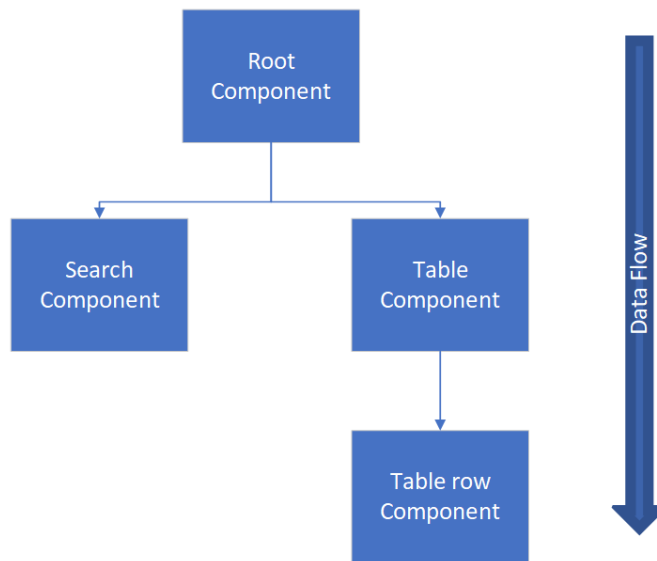 Root
Component
Search
Component
Table
Component
Data Flow
Table row
Component